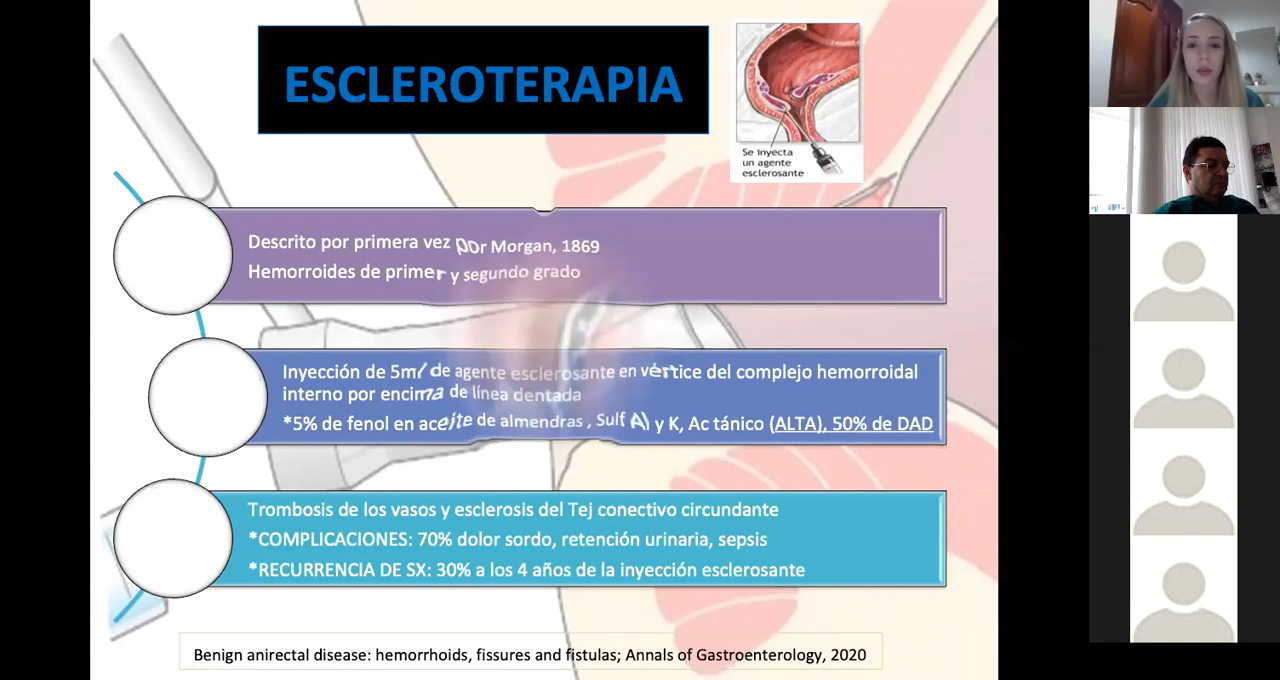 ESCLEROTERAPIA
Se inyecta
un agente
esclerosante
Descrito por primera vez por Morgan, 1869
Hemorroides de primer y segundo grado
Inyección de 5ml de agente esclerosante en vértice del complejo hemorroidal
interno por encima de línea dentada
*5% de fenol en aceite de almendras , Sulf Al y K, Ac tánico (ALTA), 50% de DAD
Trombosis de los vasos y esclerosis del Tej conectivo circundante
*COMPLICACIONES: 70% dolor sordo, retención urinaria, sepsis
*RECURRENCIA DE SX: 30% a los 4 años de la inyección esclerosante
Benign anirectal disease: hemorrhoids, fissures and fistulas; Annals of Gastroenterology, 2020